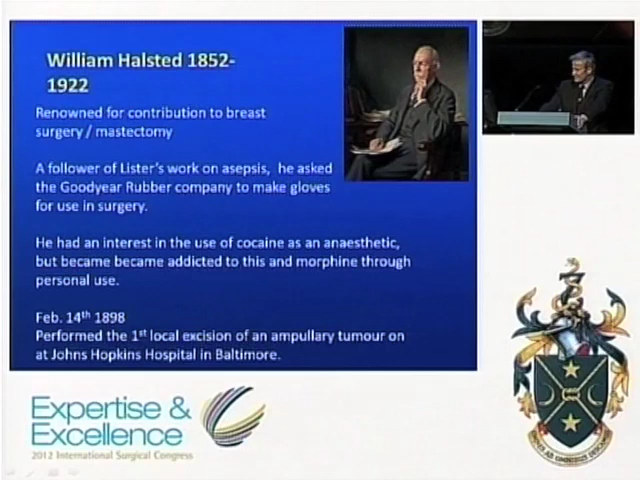 William Halsted 1852-
1922
Renowned for contribution to breast
surgery / mastectomy
A follower of Lister's work on asepsis, he asked
the Goodyear Rubber company to make gloves
for use in surgery.
He had an interest in the use of cocaine as an anaesthetic,
but became became addicted to this and morphine through
personal use.
Feb. 14th 1898
Performed the 1st local excision of an ampullary tumour on
at Johns Hopkins Hospital in Baltimore.
Expertise &
Excellence
2012 International Surgical Congress